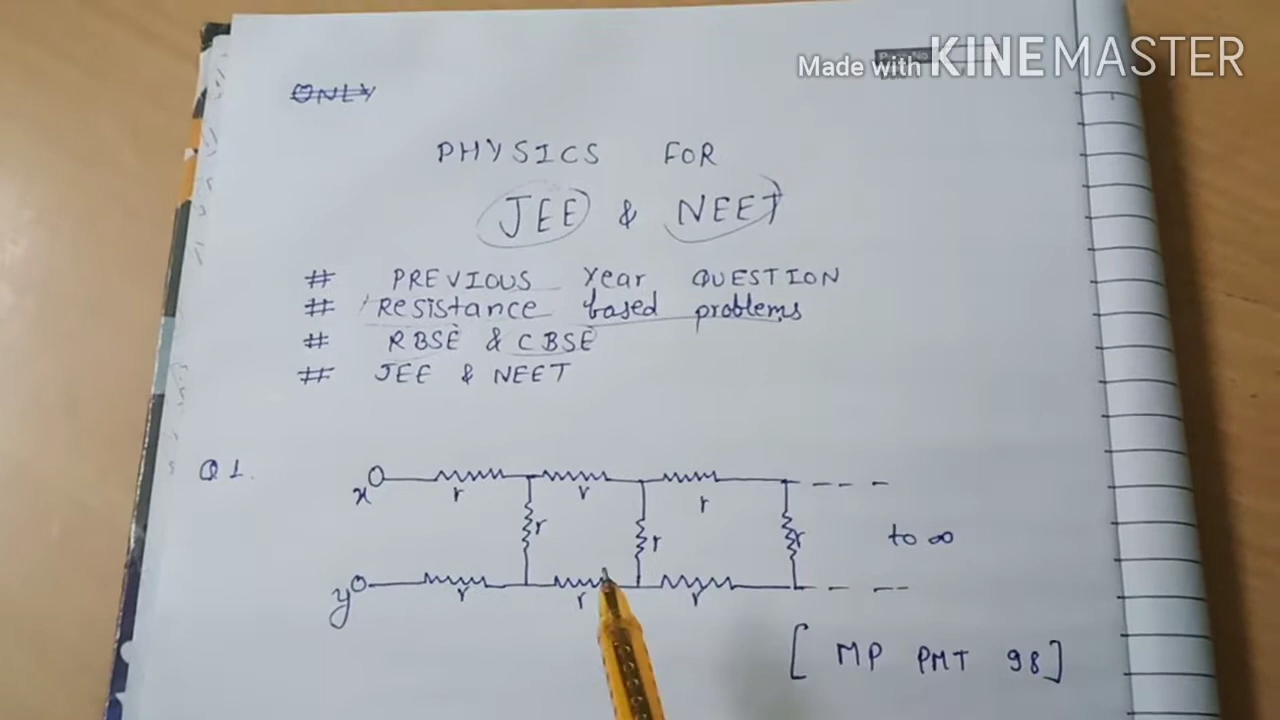 Made with KINEMASTER
ONLY
PHYSICS FOR
JEE & NEET
# PREVIOUS Year QUESTION
# Resistance based problems
# RBSE & CBSE
# JEE & NEET
Q 1.
x r r r
r r r to ∞
y r r r
[ MP PMT 98 ]